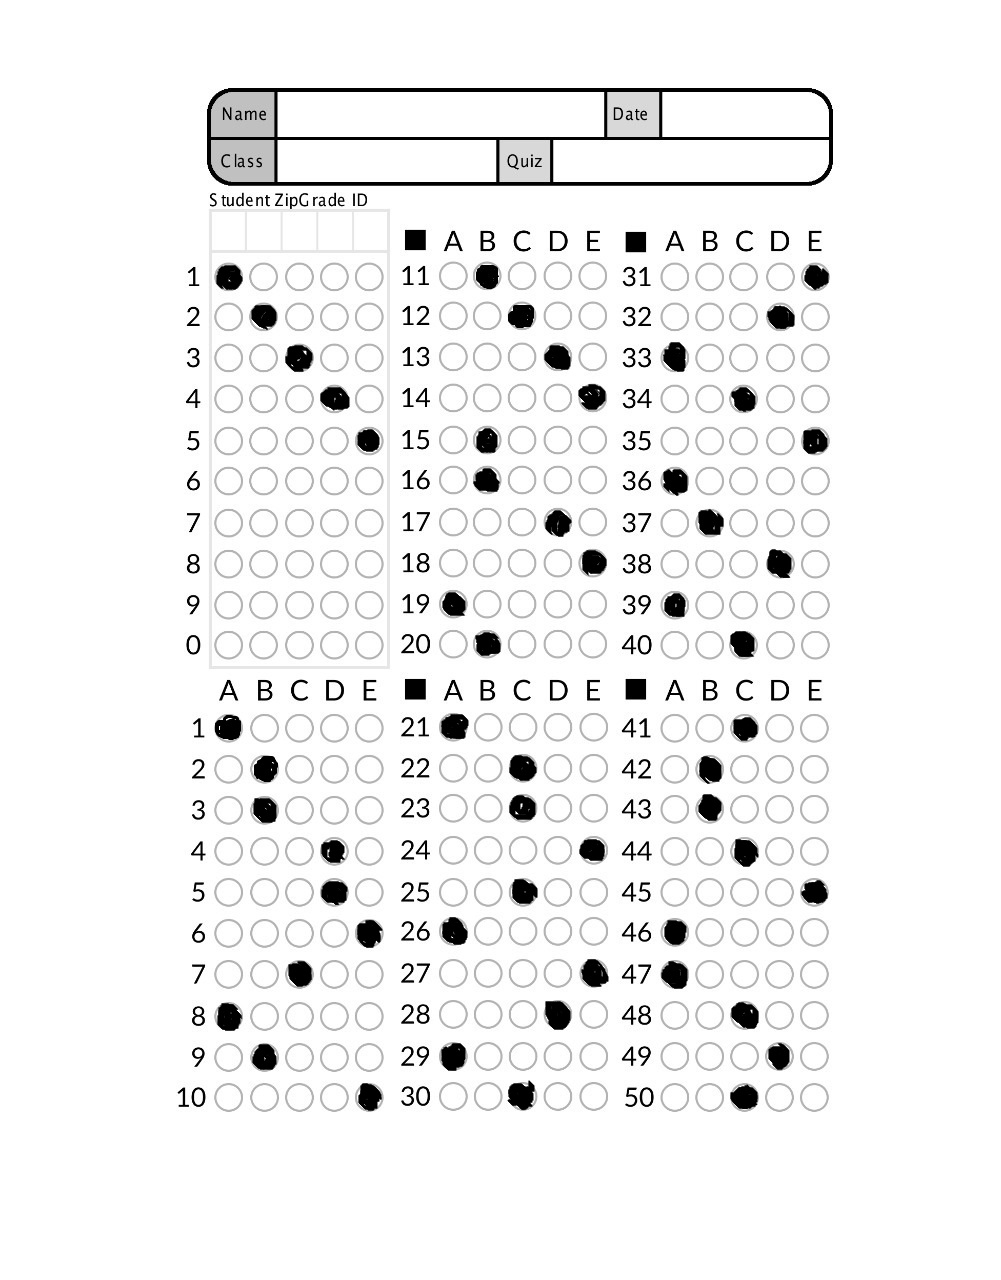 Name Date
Class Quiz
Student ZipGrade ID
A B C D E A B C D E
1 11 31
2 12 32
3 13 33
4 14 34
5 15 35
6 16 36
7 17 37
8 18 38
9 19 39
0 20 40
A B C D E A B C D E A B C D E
1 21 41
2 22 42
3 23 43
4 24 44
5 25 45
6 26 46
7 27 47
8 28 48
9 29 49
10 30 50